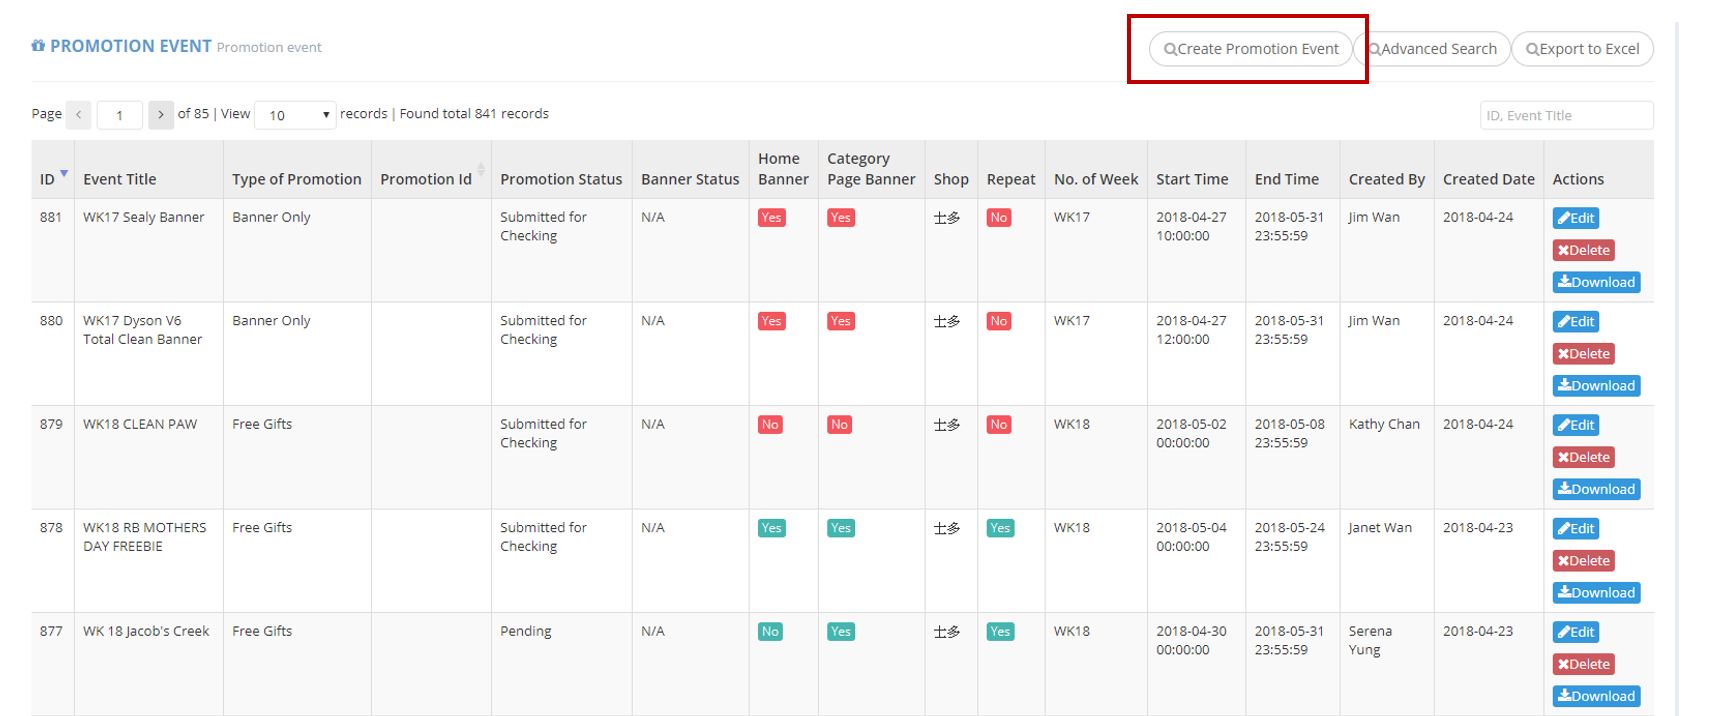 PROMOTION EVENT Promotion event
Create Promotion Event Advanced Search Export to Excel
Page < 1 > of 85 | View 10 records | Found total 841 records
ID, Event TItle
ID Event Title Type of Promotion Promotion Id Promotion Status Banner Status Home Banner Category Page Banner Shop Repeat No. of Week Start Time End Time Created By Created Date Actions
881 WK17 Sealy Banner Banner Only Submitted for N/A Yes Yes 士多 No WK17 2018-04-27 2018-05-31 Jim Wan 2018-04-24 Edit
Checking 10:00:00 23:55:59
Delete
Download
880 WK17 Dyson V6 Banner Only Submitted for N/A Yes Yes 士多 No WK17 2018-04-27 2018-05-31 Jim Wan 2018-04-24 Edit
Total Clean Banner Checking 12:00:00 23:55:59
Delete
Download
879 WK18 CLEAN PAW Free Gifts Submitted for N/A No No 士多 No WK18 2018-05-02 2018-05-08 Kathy Chan 2018-04-24 Edit
Checking 00:00:00 23:55:59
Delete
Download
878 WK18 RB MOTHERS Free Gifts Submitted for N/A Yes Yes 士多 Yes WK18 2018-05-04 2018-05-24 Janet Wan 2018-04-23 Edit
DAY FREEBIE Checking 00:00:00 23:55:59
Delete
Download
877 WK 18 Jacob's Creek Free Gifts Pending N/A No Yes 士多 Yes WK18 2018-04-30 2018-05-31 Serena 2018-04-23 Edit
00:00:00 23:55:59 Yung
Delete
Download